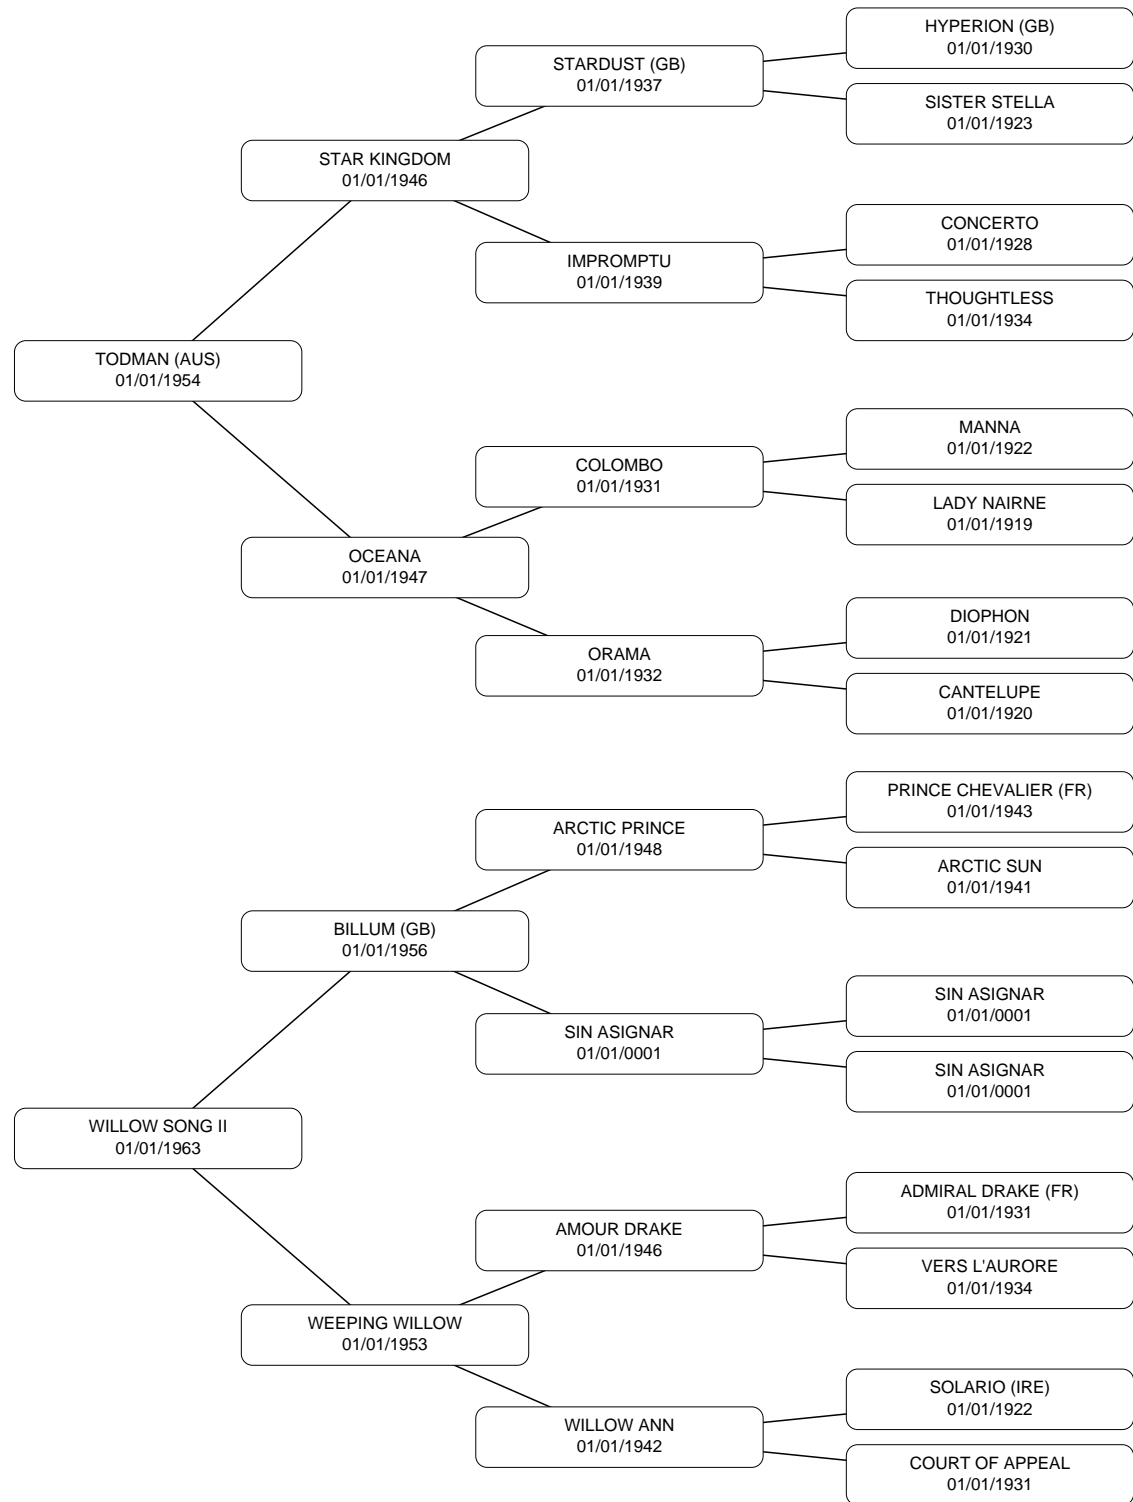 HYPERION (GB)
01/01/1930
STARDUST (GB)
01/01/1937
SISTER STELLA
01/01/1923
STAR KINGDOM
01/01/1946
CONCERTO
01/01/1928
IMPROMPTU
01/01/1939
THOUGHTLESS
01/01/1934
TODMAN (AUS)
01/01/1954
MANNA
01/01/1922
COLOMBO
01/01/1931
LADY NAIRNE
01/01/1919
OCEANA
01/01/1947
DIOPHON
01/01/1921
ORAMA
01/01/1932
CANTELUPE
01/01/1920
PRINCE CHEVALIER (FR)
01/01/1943
ARCTIC PRINCE
01/01/1948
ARCTIC SUN
01/01/1941
BILLUM (GB)
01/01/1956
SIN ASIGNAR
01/01/0001
SIN ASIGNAR
01/01/0001
SIN ASIGNAR
01/01/0001
WILLOW SONG II
01/01/1963
ADMIRAL DRAKE (FR)
01/01/1931
AMOUR DRAKE
01/01/1946
VERS L'AURORE
01/01/1934
WEEPING WILLOW
01/01/1953
SOLARIO (IRE)
01/01/1922
WILLOW ANN
01/01/1942
COURT OF APPEAL
01/01/1931